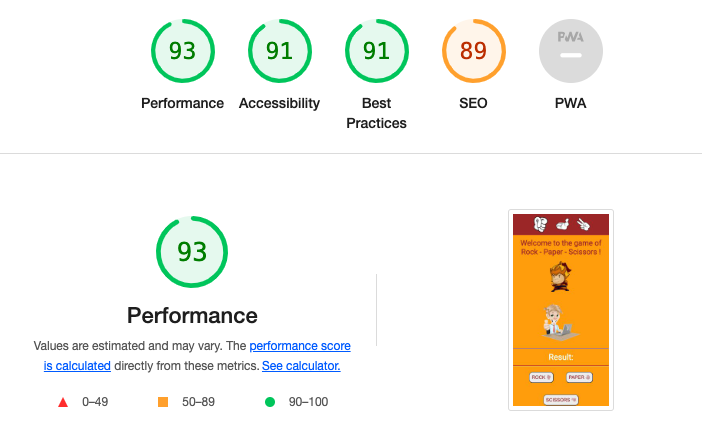 93 91 91 89 PWA
Performance Accessibility Best Practices SEO PWA
93
Performance
Values are estimated and may vary. The performance score
is calculated directly from these metrics. See calculator.
0–49 50–89 90–100
Welcome to the game of
Rock - Paper - Scissors !
Result:
ROCK PAPER
SCISSORS